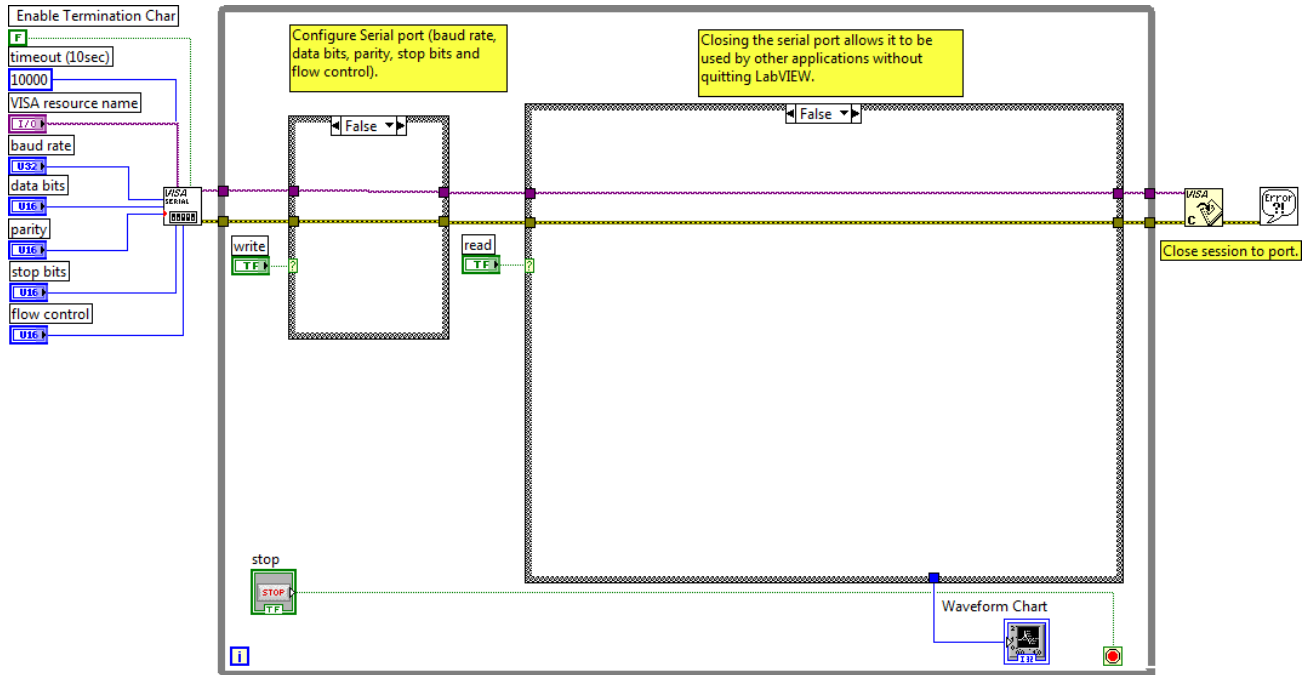 Enable Termination Char
F
timeout (10sec)
10000
VISA resource name
I/O
baud rate
U32
data bits
U16
parity
U16
stop bits
U16
flow control
U16
VISA
SERIAL
Configure Serial port (baud rate,
data bits, parity, stop bits and
flow control).
Closing the serial port allows it to be
used by other applications without
quitting LabVIEW.
False
False
write
TF
?
read
TF
?
VISA
C
Error
?!
Close session to port.
stop
STOP
TF
Waveform Chart
I32
i